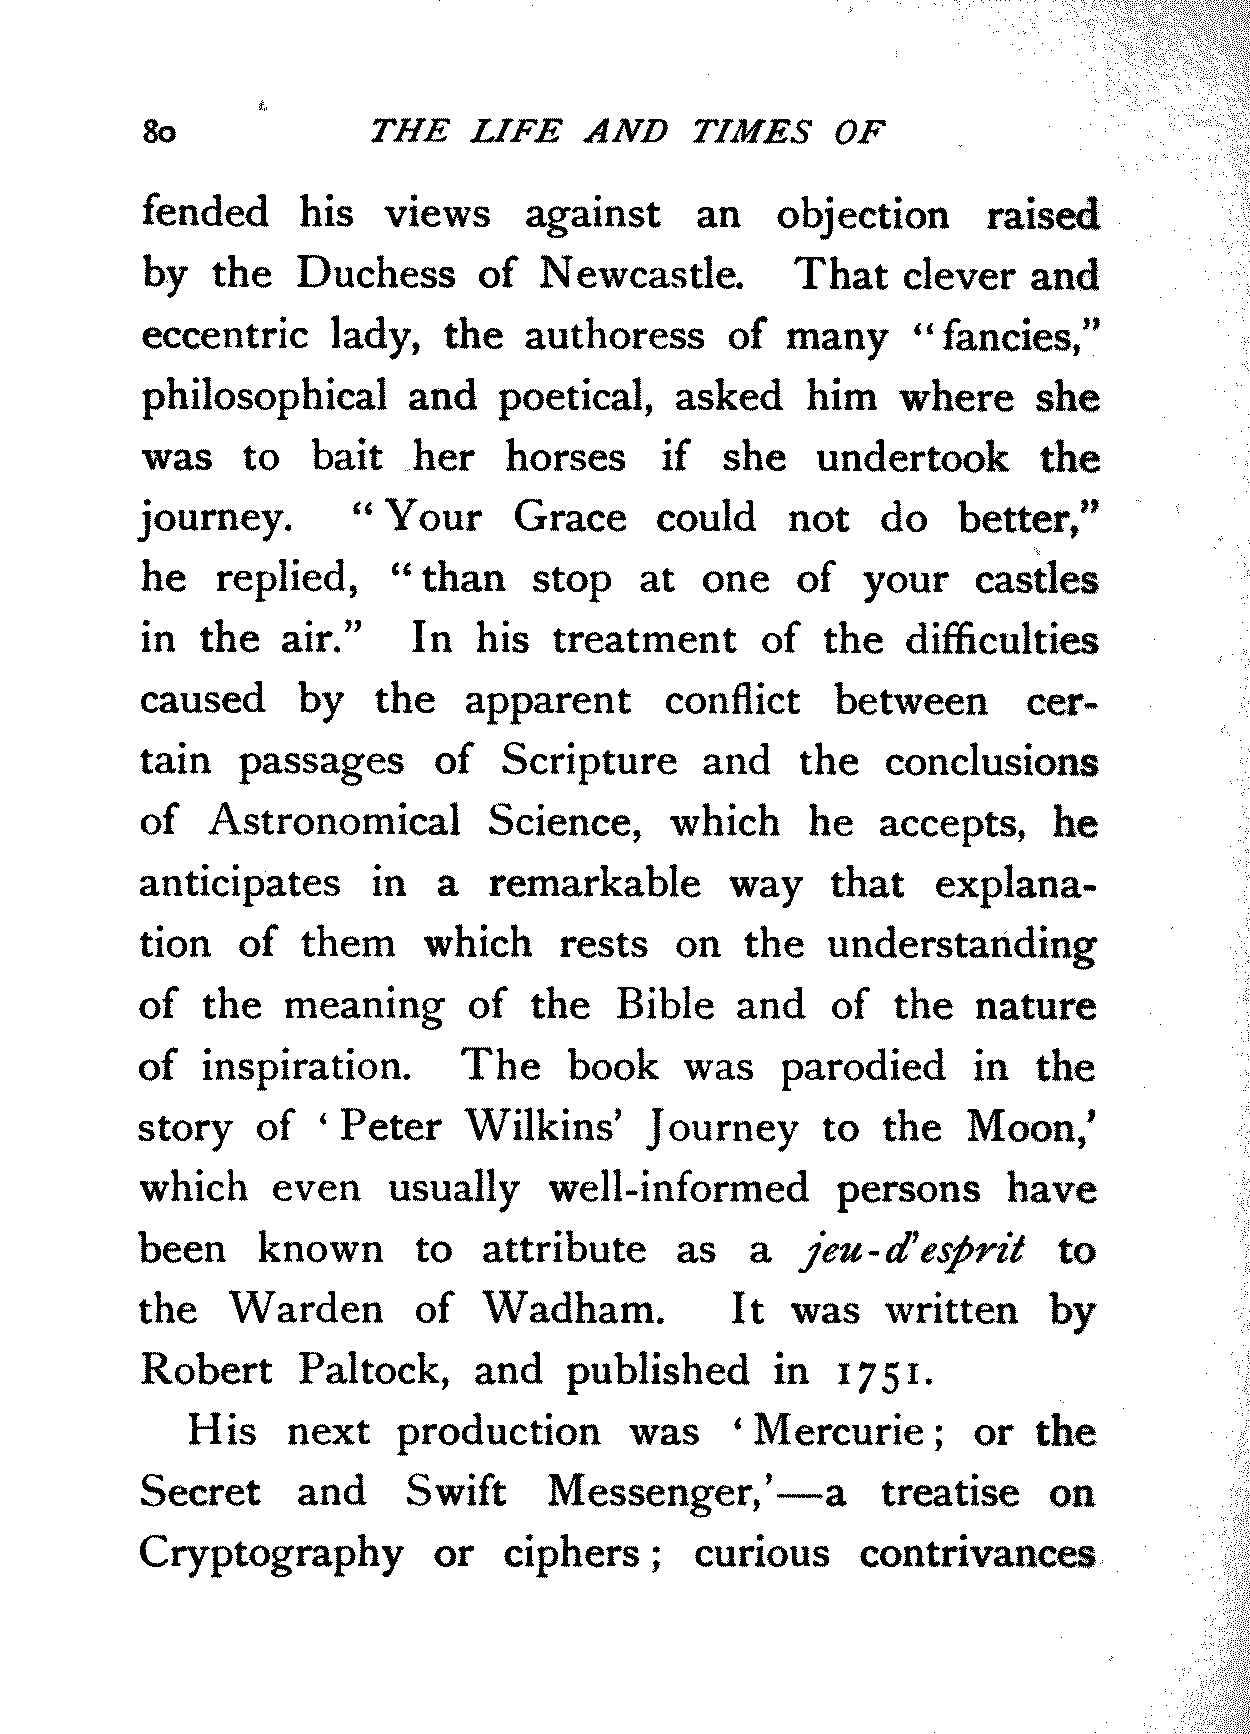 80 THE LIFE AND TIMES OF
fended his views against an objection raised
by the Duchess of Newcastle. That clever and
eccentric lady, the authoress of many “fancies,”
philosophical and poetical, asked him where she
was to bait her horses if she undertook the
journey. “Your Grace could not do better,”
he replied, “than stop at one of your castles
in the air.” In his treatment of the difficulties
caused by the apparent conflict between cer-
tain passages of Scripture and the conclusions
of Astronomical Science, which he accepts, he
anticipates in a remarkable way that explana-
tion of them which rests on the understanding
of the meaning of the Bible and of the nature
of inspiration. The book was parodied in the
story of ‘Peter Wilkins’ Journey to the Moon,’
which even usually well-informed persons have
been known to attribute as a jeu-d’esprit to
the Warden of Wadham. It was written by
Robert Paltock, and published in 1751.
His next production was ‘Mercurie; or the
Secret and Swift Messenger,’—a treatise on
Cryptography or ciphers; curious contrivances